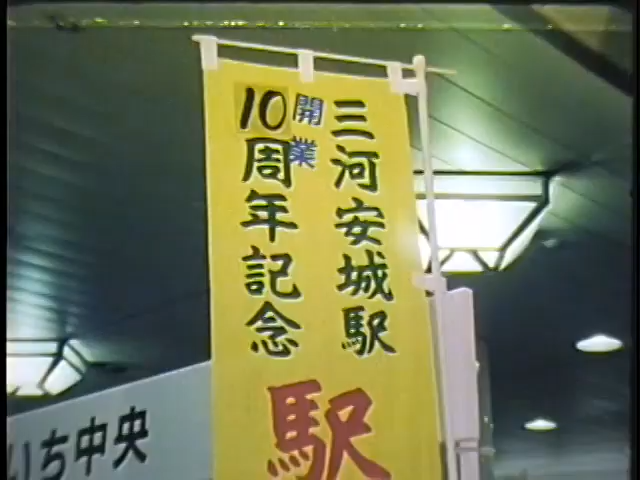 三河安城駅
開業
10周年記念
駅
いち中央